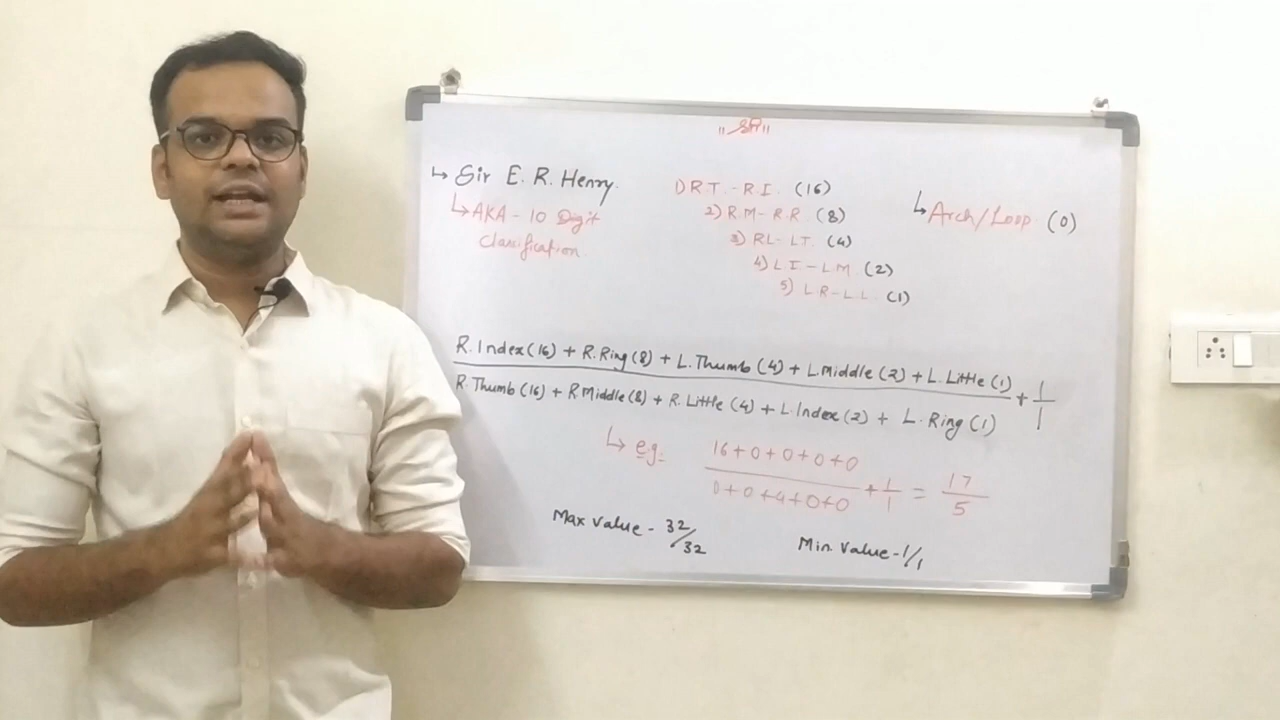 ↳ Sir E. R. Henry.
↳ AKA - 10 Digit
Classification
1) R.T. - R.I. (16)
2) R.M - R.R. (8)
3) RL - LT. (4)
4) L I. - L M. (2)
5) L R - L L. (1)
↳ Arch/Loop (0)
R. Index (16) + R. Ring (8) + L. Thumb (4) + L. Middle (2) + L. Little (1) + 1
R. Thumb (16) + R Middle (8) + R. Little (4) + L. Index (2) + L. Ring (1) 1
↳ e.g.
16+0+0+0+0 + 1 = 17
0+0+4+0+0 1 5
Max value - 32/32
Min. Value - 1/1